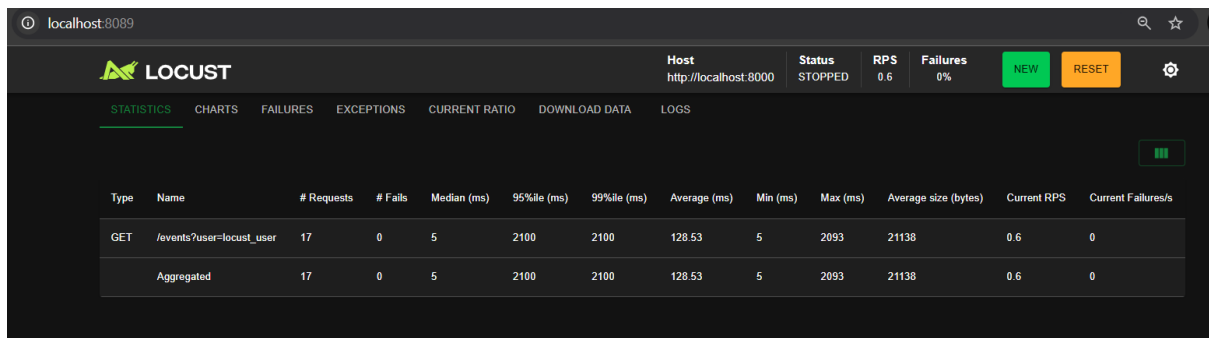 localhost:8089
LOCUST
Host
http://localhost:8000
Status
STOPPED
RPS
0.6
Failures
0%
NEW
RESET
STATISTICS CHARTS FAILURES EXCEPTIONS CURRENT RATIO DOWNLOAD DATA LOGS
Type Name # Requests # Fails Median (ms) 95%ile (ms) 99%ile (ms) Average (ms) Min (ms) Max (ms) Average size (bytes) Current RPS Current Failures/s
GET /events?user=locust_user 17 0 5 2100 2100 128.53 5 2093 21138 0.6 0
Aggregated 17 0 5 2100 2100 128.53 5 2093 21138 0.6 0